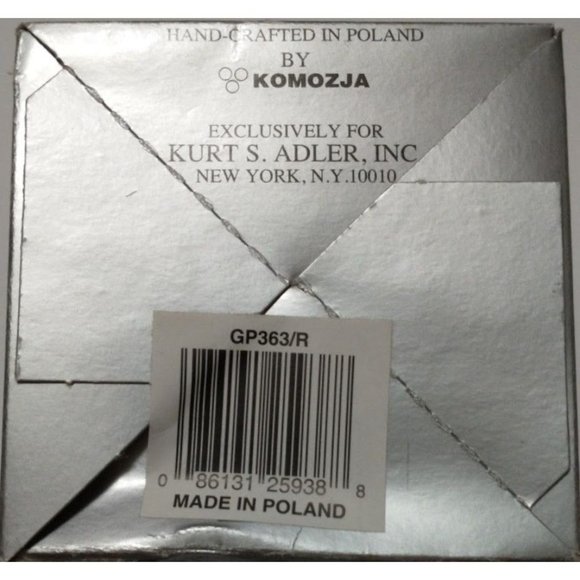 HAND-CRAFTED IN POLAND
BY
KOMOZJA
EXCLUSIVELY FOR
KURT S. ADLER, INC
NEW YORK, N.Y.10010
GP363/R
0 86131 25938 8
MADE IN POLAND